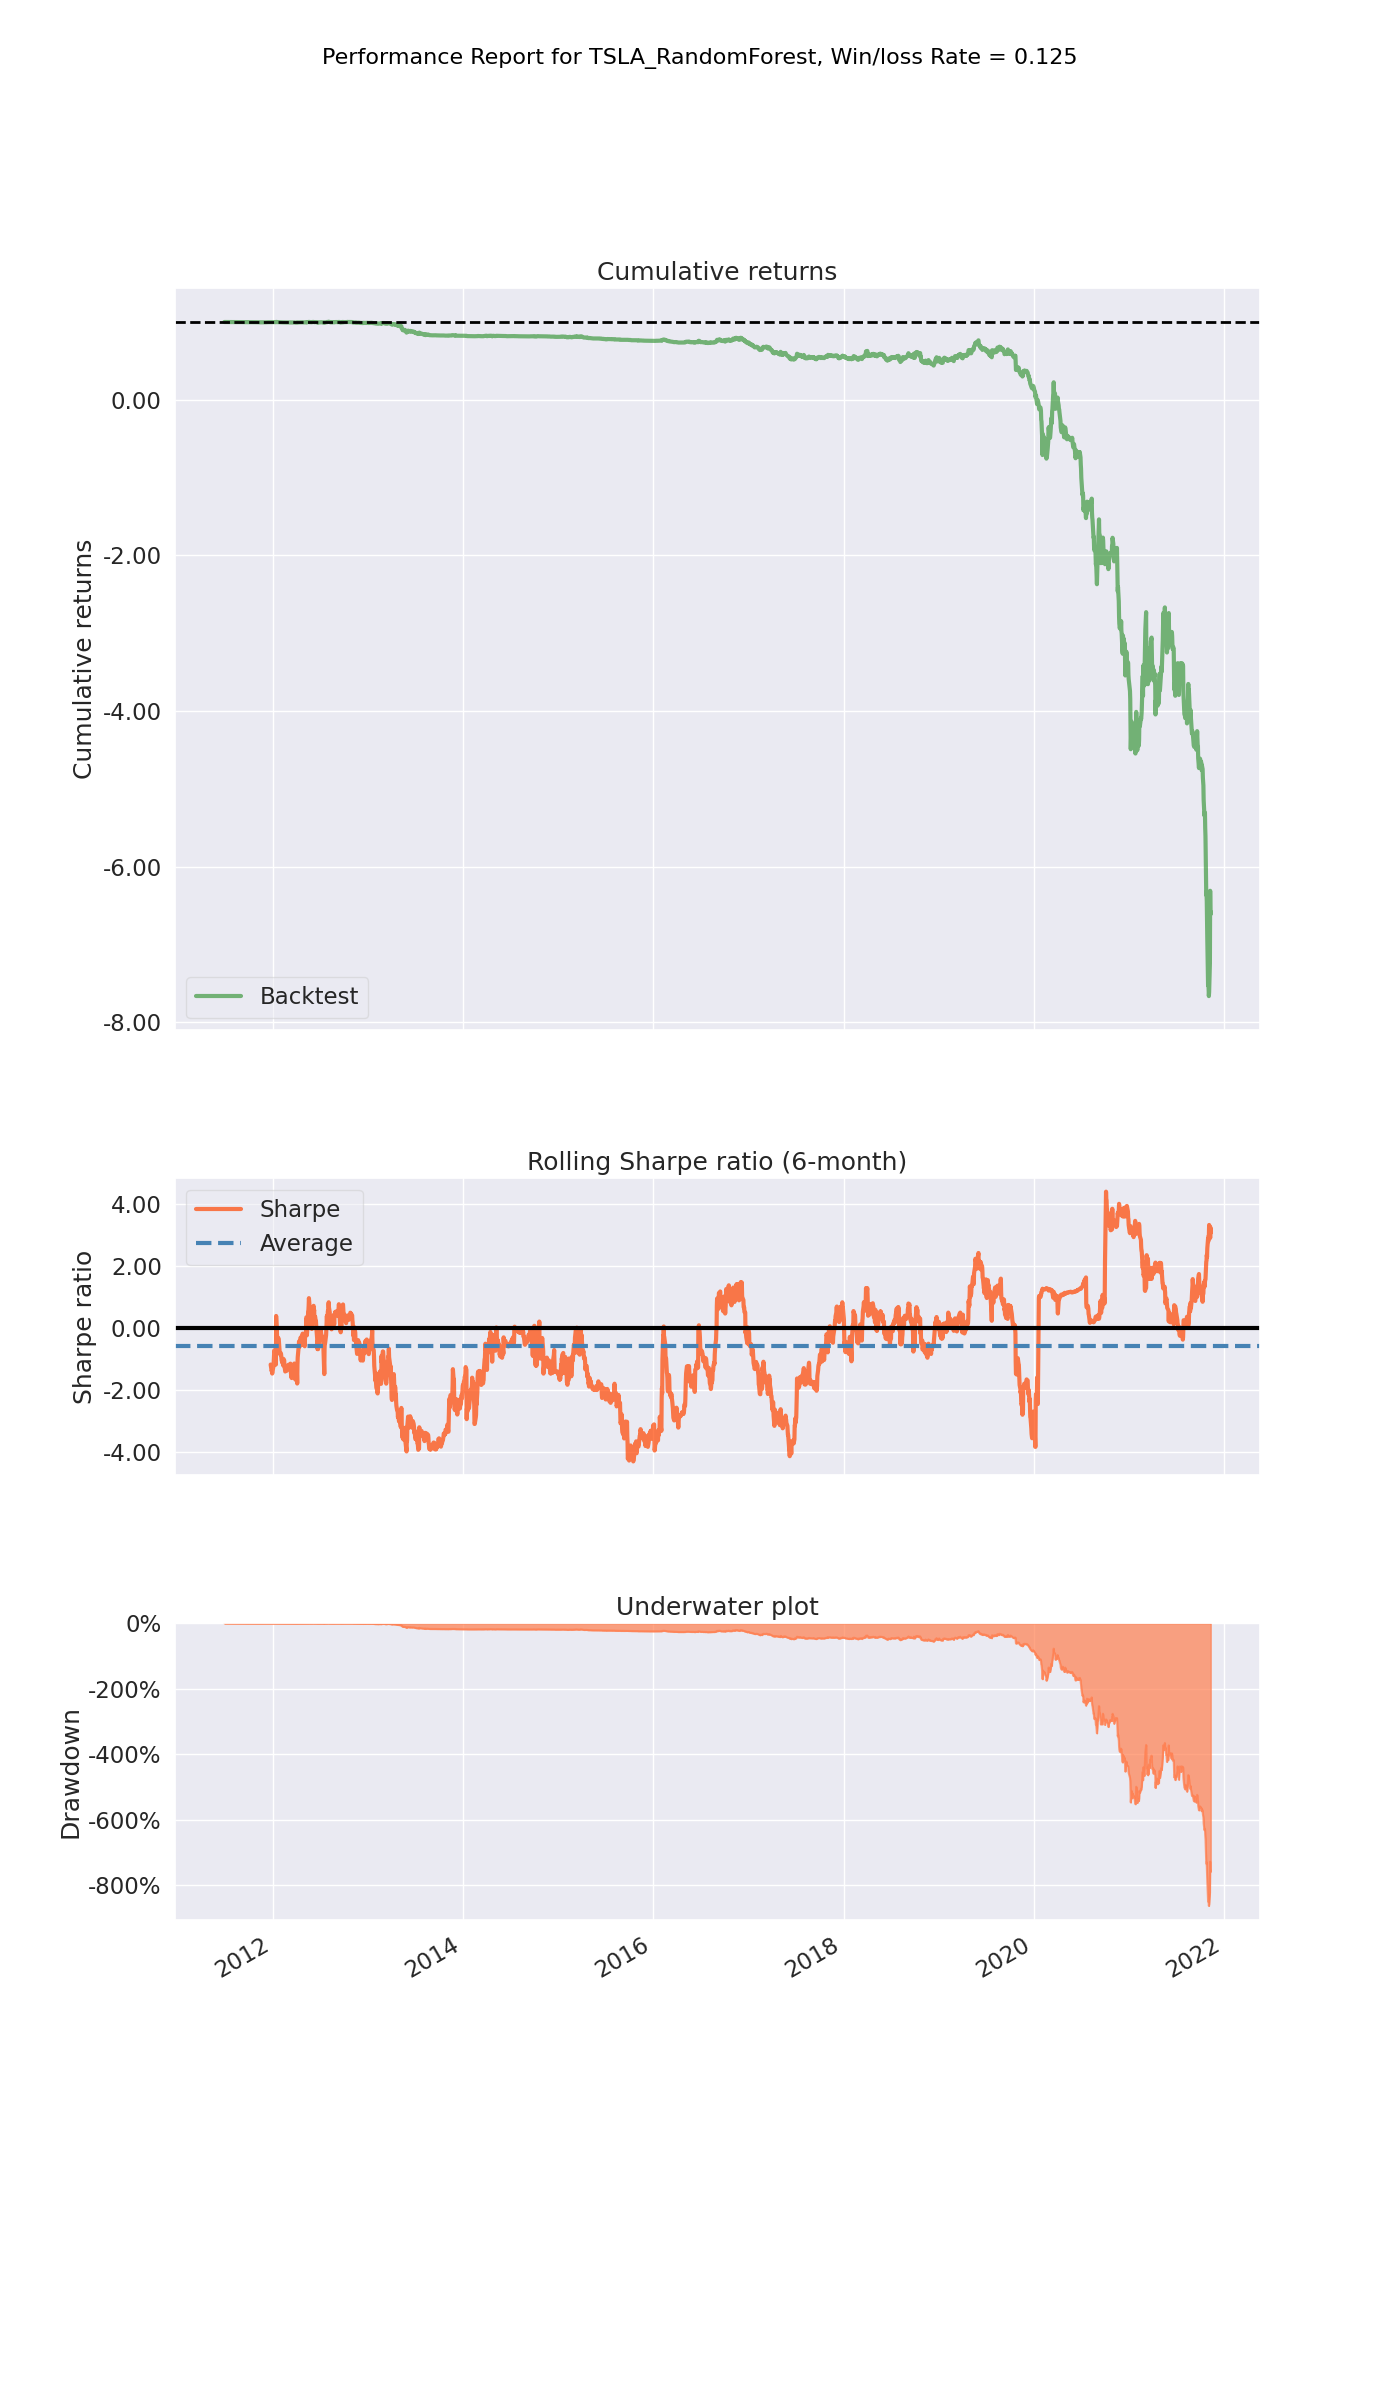 Performance Report for TSLA_RandomForest, Win/loss Rate = 0.125
Cumulative returns
Cumulative returns
0.00
-2.00
-4.00
-6.00
-8.00
Backtest
Rolling Sharpe ratio (6-month)
Sharpe ratio
4.00
2.00
0.00
-2.00
-4.00
Sharpe
Average
Underwater plot
Drawdown
0%
-200%
-400%
-600%
-800%
2012
2014
2016
2018
2020
2022